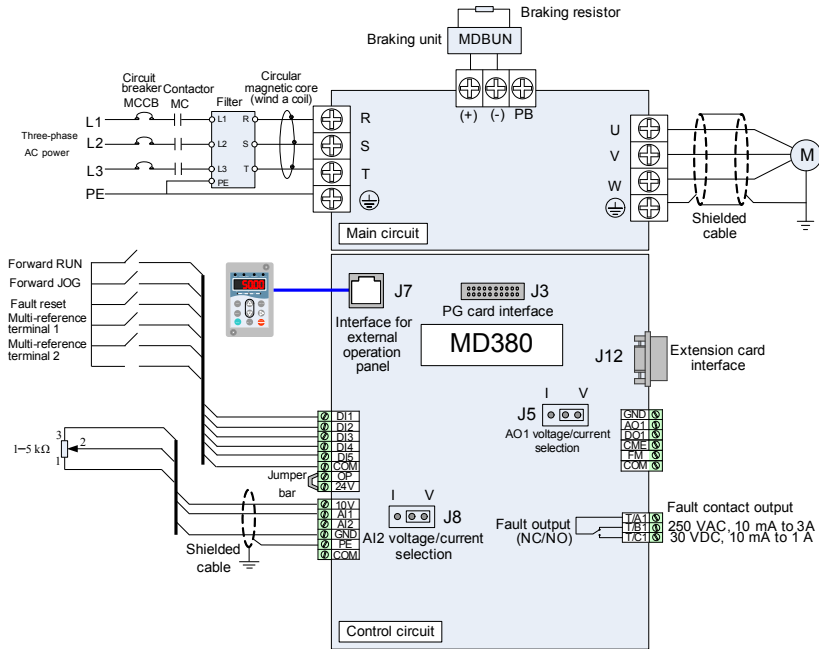 Braking resistor
Braking unit
MDBUN
(+) (-) PB
Circuit breaker
MCCB
Contactor
MC
Filter
Circular magnetic core
(wind a coil)
Three-phase
AC power
L1
L2
L3
PE
L1 R
L2 S
L3 T
PE
R
S
T
U
V
W
M
Shielded
cable
Main circuit
Forward RUN
Forward JOG
Fault reset
Multi-reference
terminal 1
Multi-reference
terminal 2
5000
J7
Interface for
external
operation
panel
J3
PG card interface
MD380
J12
Extension card
interface
I V
J5
AO1 voltage/current
selection
GND
AO1
DO1
CME
FM
COM
DI1
DI2
DI3
DI4
DI5
COM
OP
24V
Jumper
bar
3
1–5 kΩ
2
1
10V
AI1
AI2
GND
PE
COM
Shielded
cable
I V
J8
AI2 voltage/current
selection
Fault output
(NC/NO)
T/A1
T/B1
T/C1
Fault contact output
250 VAC, 10 mA to 3A
30 VDC, 10 mA to 1 A
Control circuit